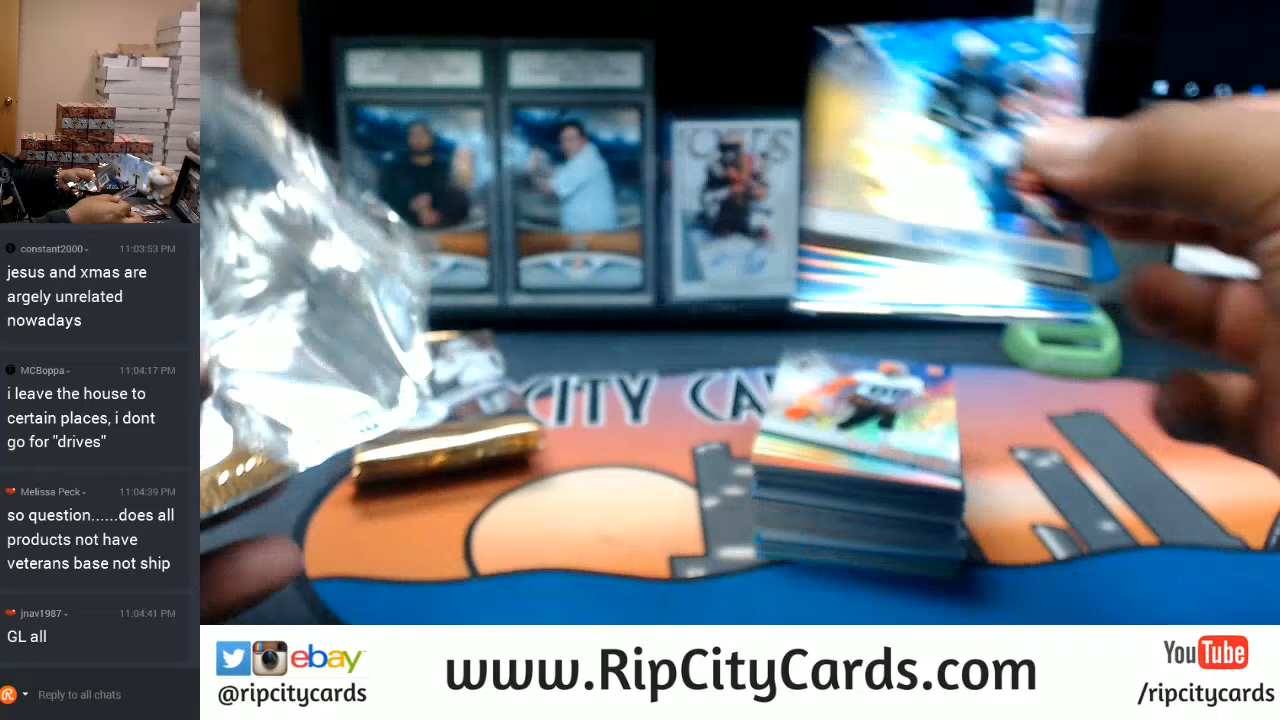 constant2000 11:03:53 PM
jesus and xmas are
argely unrelated
nowadays
MCBoppa 11:04:17 PM
i leave the house to
certain places, i dont
go for "drives"
Melissa Peck 11:04:39 PM
so question......does all
products not have
veterans base not ship
jnav1987 11:04:41 PM
GL all
Reply to all chats
CITY CA
ebay
@ripcitycards
www.RipCityCards.com
YouTube
/ripcitycards